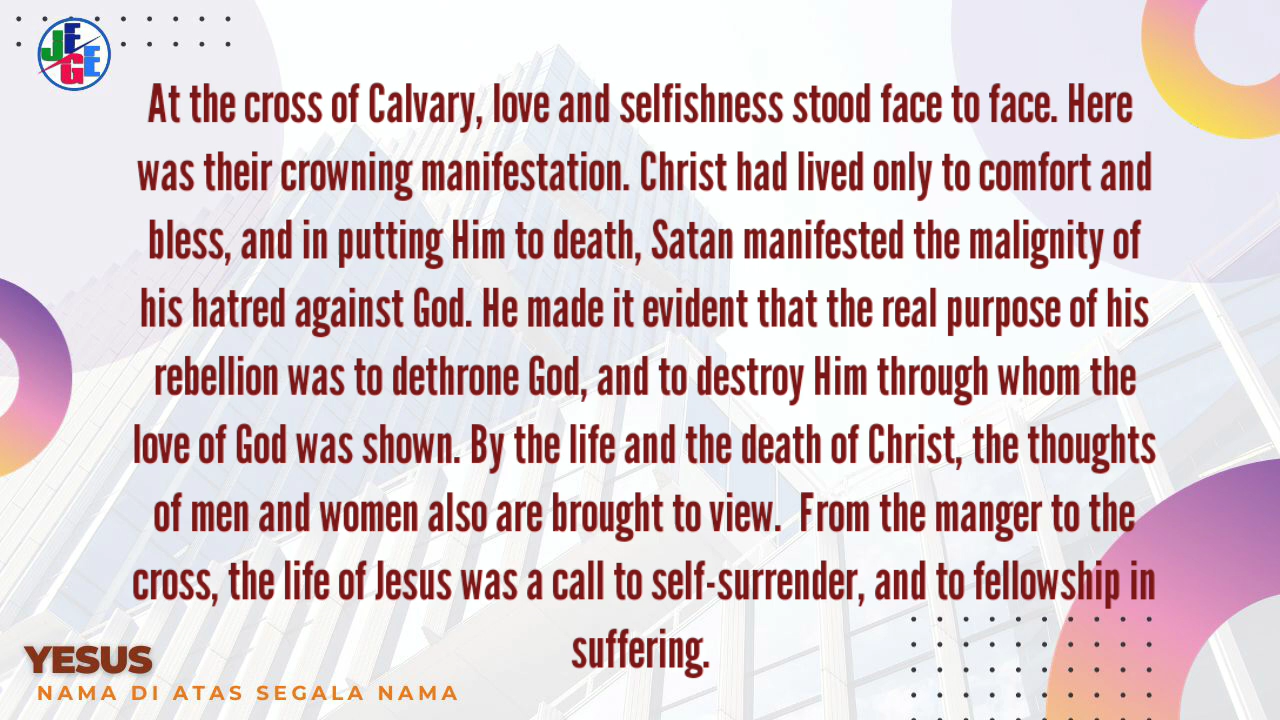 JEGE
At the cross of Calvary, love and selfishness stood face to face. Here
was their crowning manifestation. Christ had lived only to comfort and
bless, and in putting Him to death, Satan manifested the malignity of
his hatred against God. He made it evident that the real purpose of his
rebellion was to dethrone God, and to destroy Him through whom the
love of God was shown. By the life and the death of Christ, the thoughts
of men and women also are brought to view.  From the manger to the
cross, the life of Jesus was a call to self-surrender, and to fellowship in
suffering.
YESUS
NAMA DI ATAS SEGALA NAMA